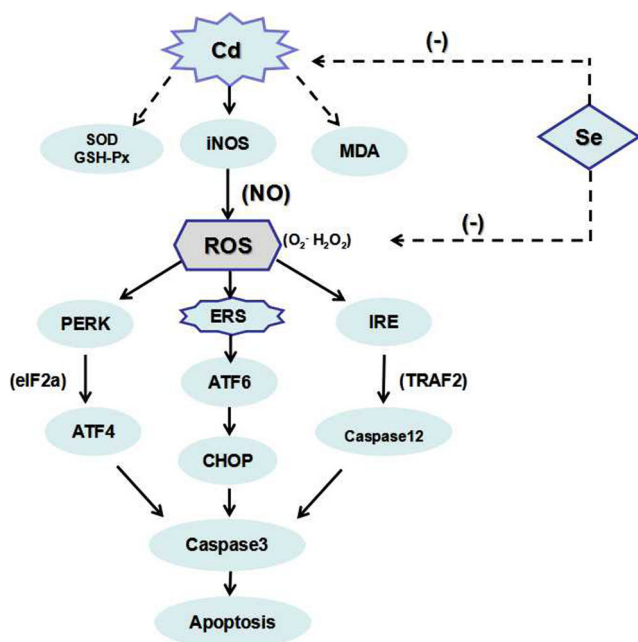 Cd
(-)
Se
SOD
GSH-Px
iNOS
MDA
(NO)
(-)
ROS
(O₂⁻ H₂O₂)
PERK
ERS
IRE
(eIF2a)
ATF6
(TRAF2)
ATF4
CHOP
Caspase12
Caspase3
Apoptosis